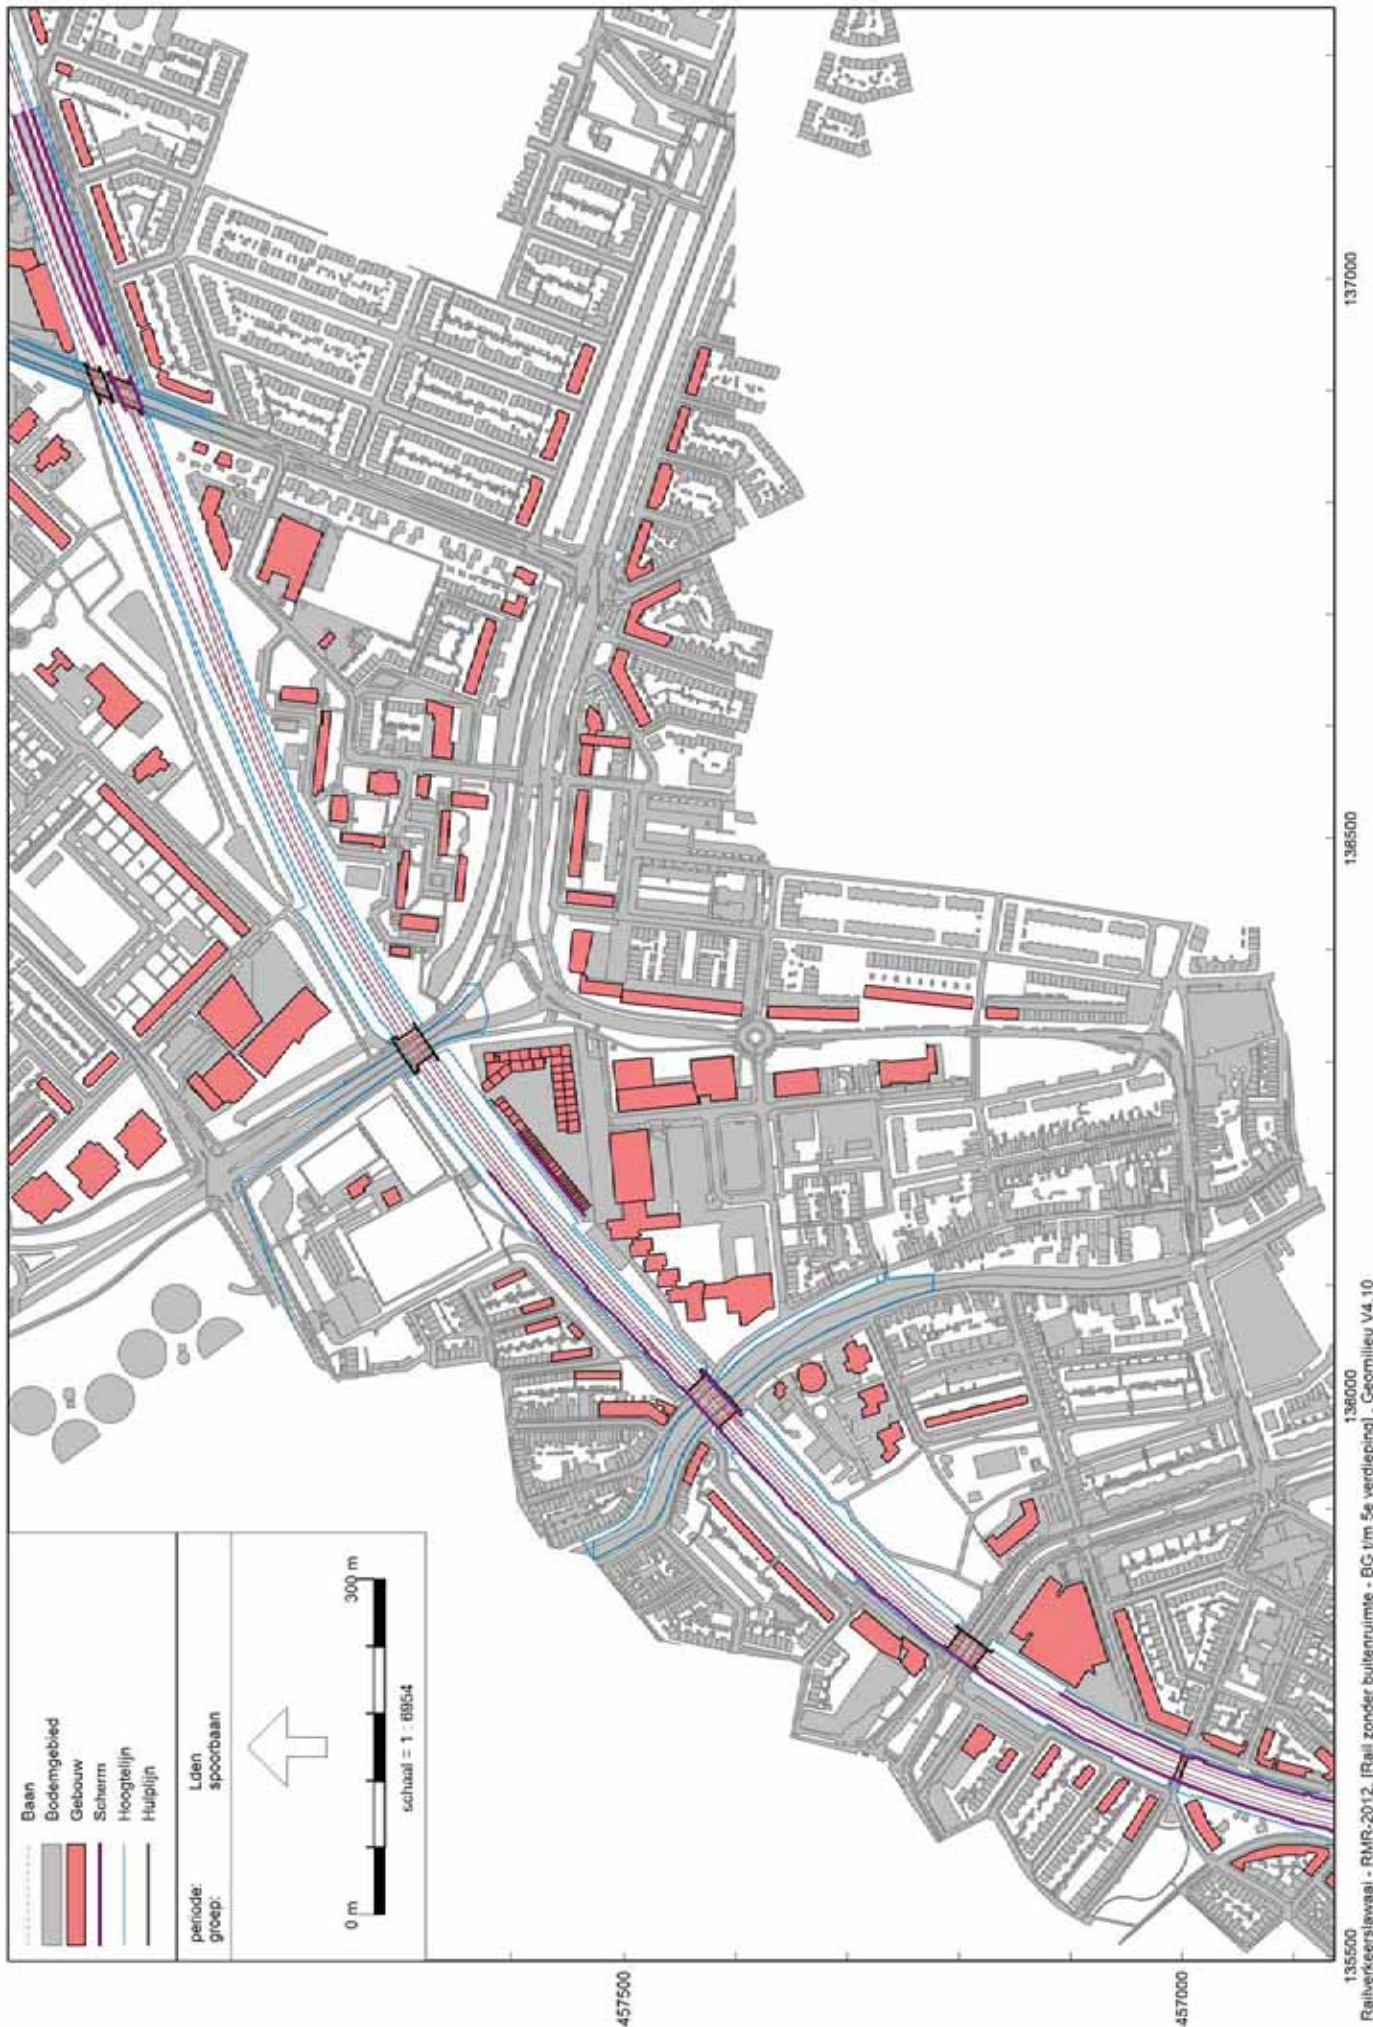 Baan
Bodemgebied
Gebouw
Scherm
Hoogtelijn
Hulplijn
periode: Lden
groep: spoorbaan
0 m 300 m
schaal = 1 : 6954
457500
457000
135500 136000 136500 137000
Railverkeerslawaai - RMR-2012, [Rail zonder buitenruimte - BG t/m 5e verdieping] , Geomilieu V4.10